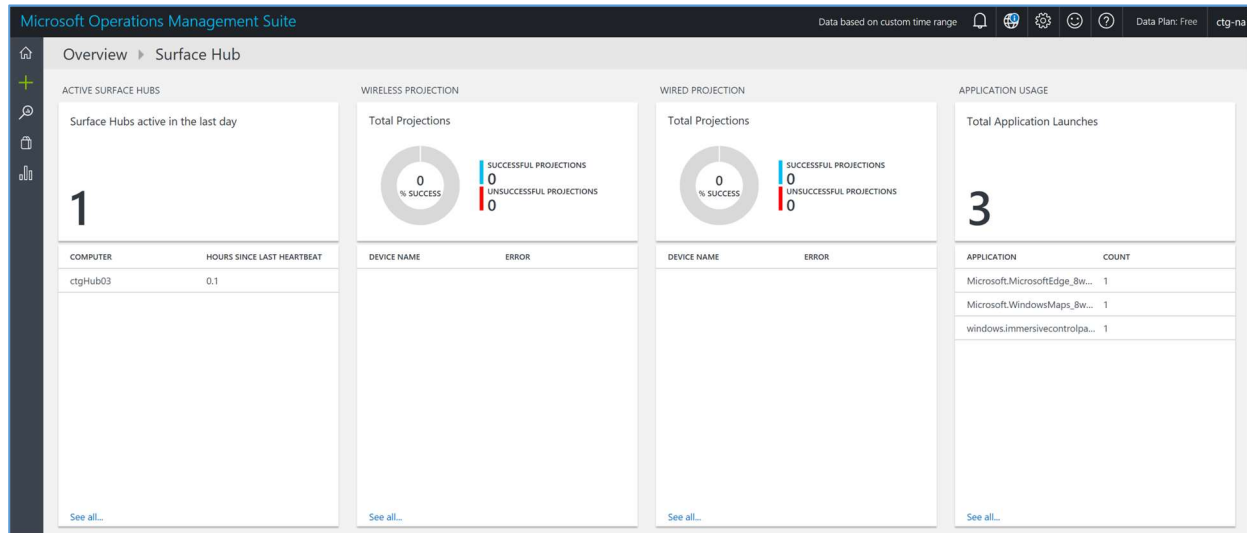 Microsoft Operations Management Suite
Data based on custom time range
Data Plan: Free
ctg-na
Overview
Surface Hub
ACTIVE SURFACE HUBS
Surface Hubs active in the last day
1
COMPUTER HOURS SINCE LAST HEARTBEAT
ctgHub03 0.1
See all...
WIRELESS PROJECTION
Total Projections
0
% SUCCESS
SUCCESSFUL PROJECTIONS
0
UNSUCCESSFUL PROJECTIONS
0
DEVICE NAME ERROR
See all...
WIRED PROJECTION
Total Projections
0
% SUCCESS
SUCCESSFUL PROJECTIONS
0
UNSUCCESSFUL PROJECTIONS
0
DEVICE NAME ERROR
See all...
APPLICATION USAGE
Total Application Launches
3
APPLICATION COUNT
Microsoft.MicrosoftEdge_8w... 1
Microsoft.WindowsMaps_8w... 1
windows.immersivecontrolpa... 1
See all...